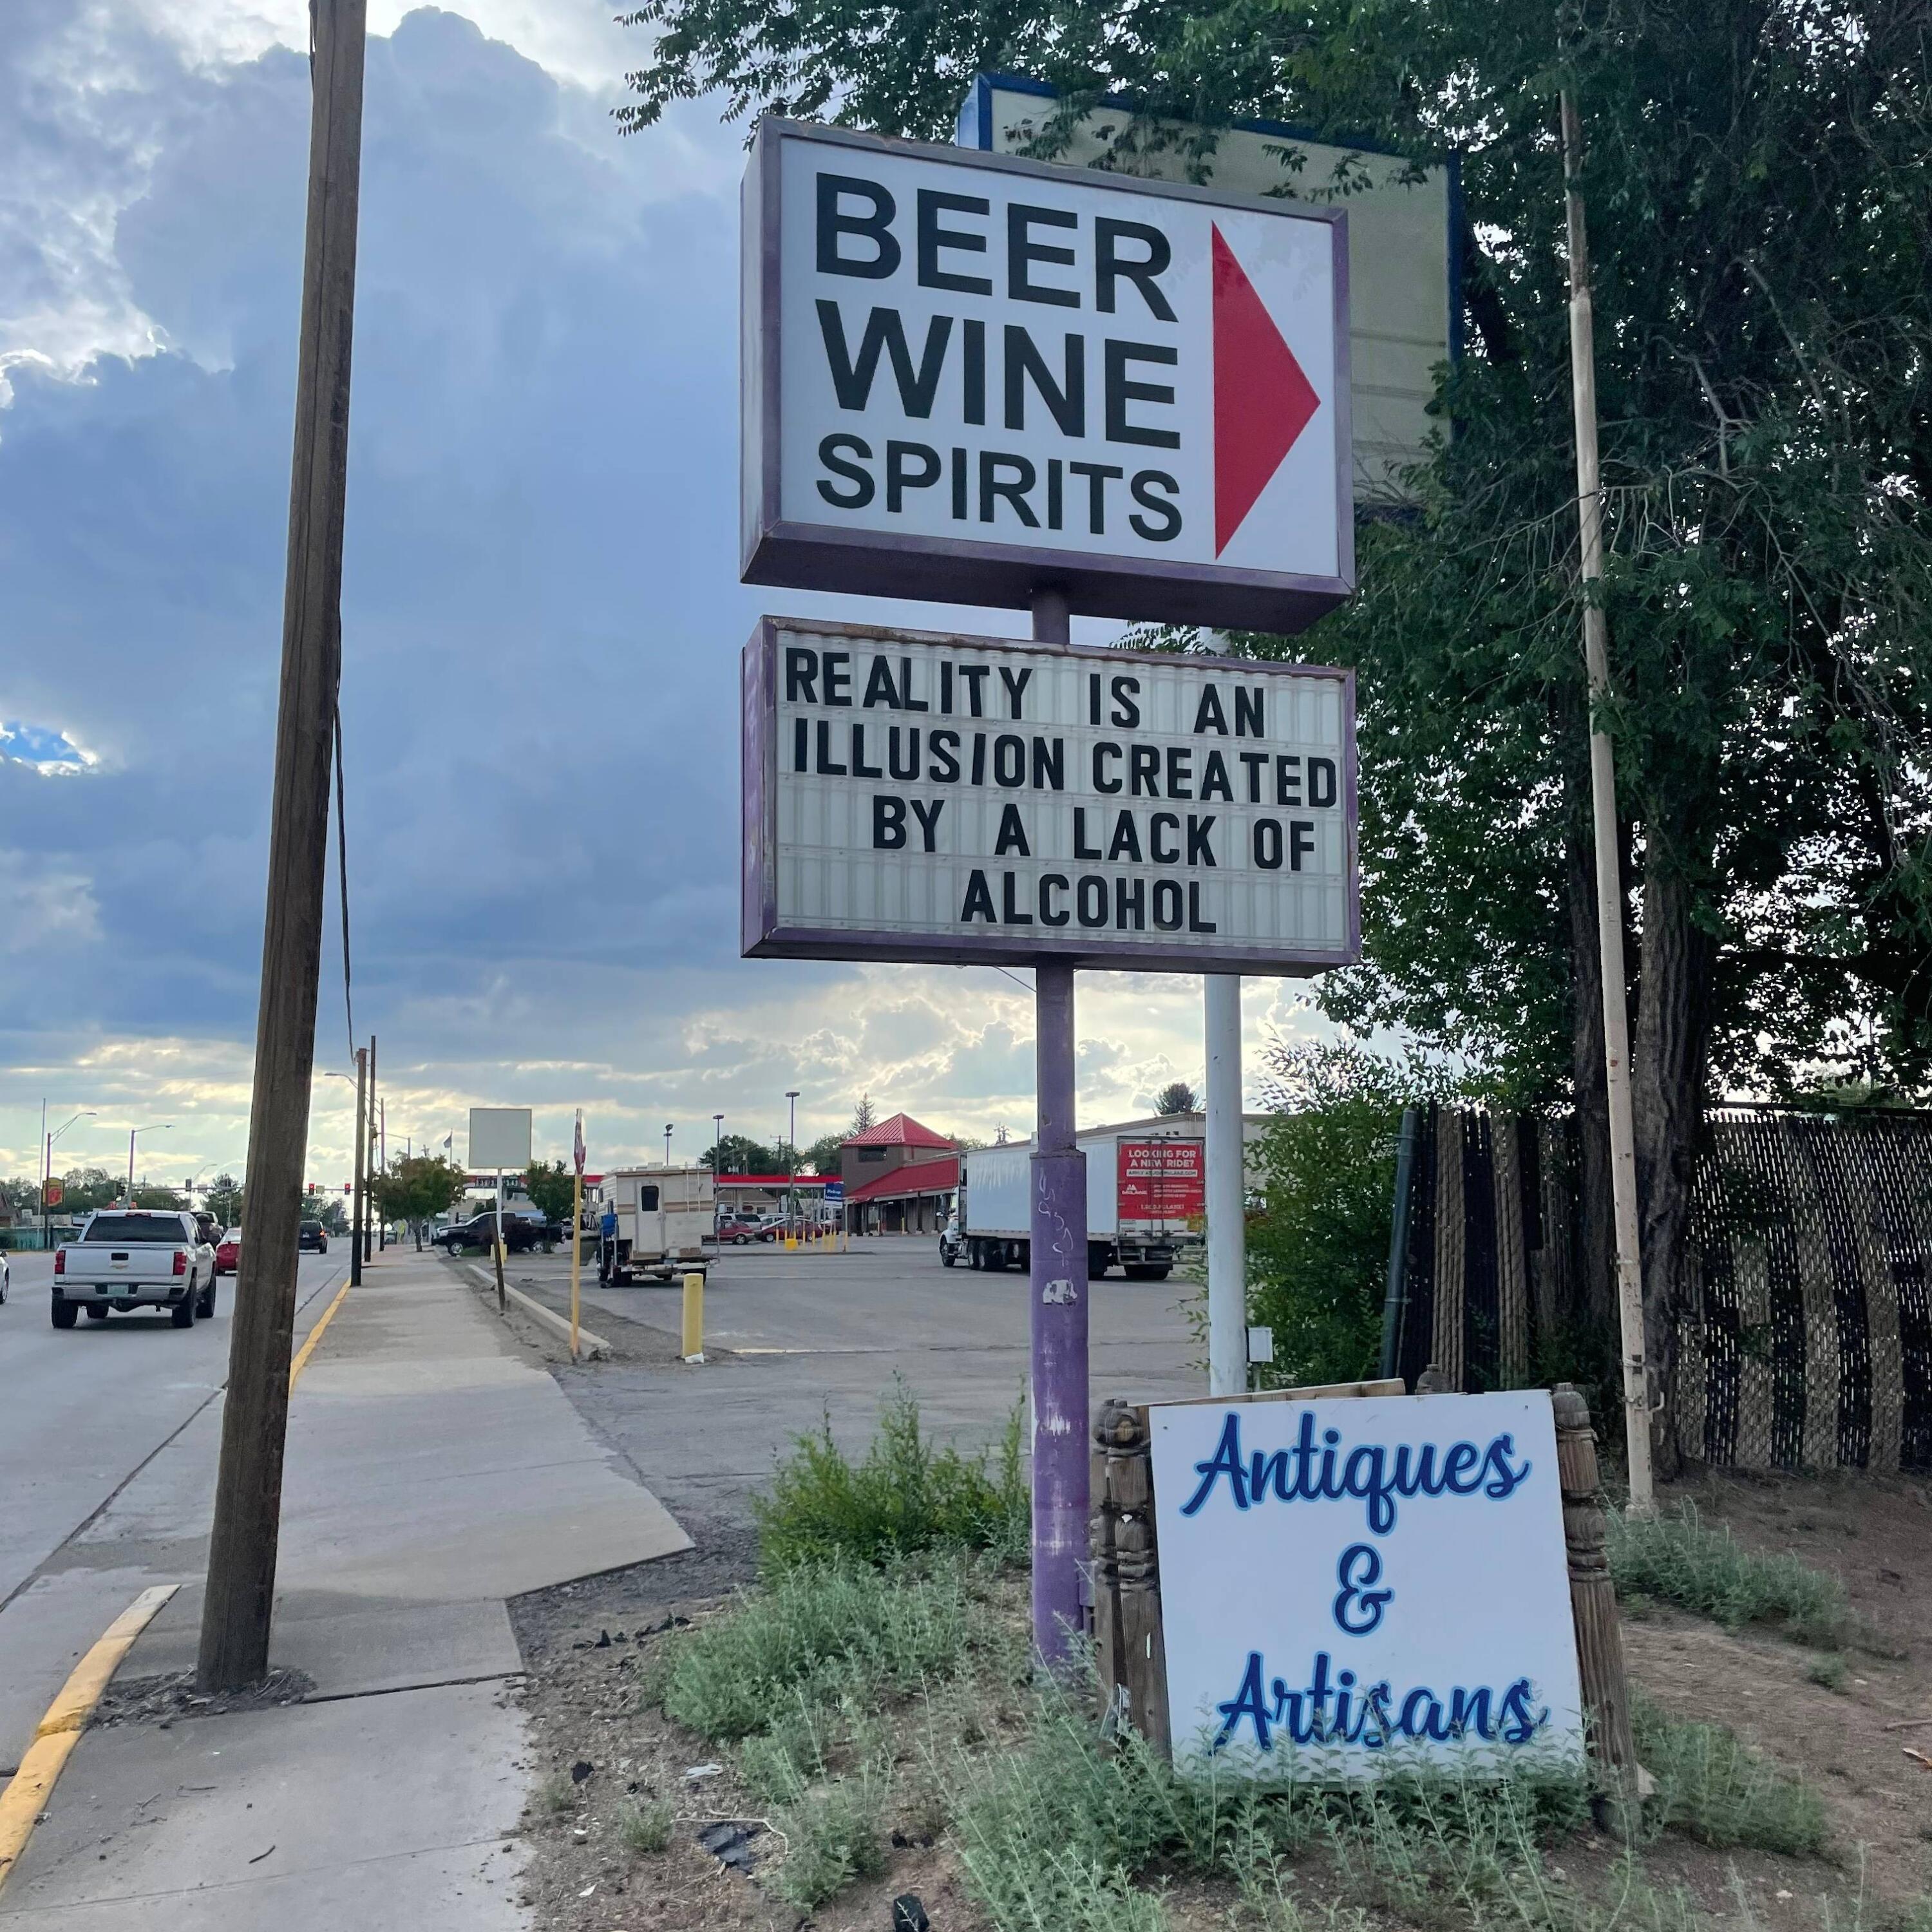 BEER
WINE
SPIRITS
REALITY IS AN
ILLUSION CREATED
BY A LACK OF
ALCOHOL
LOOKING FOR
A NEW RIDE?
Antiques
&
Artisans